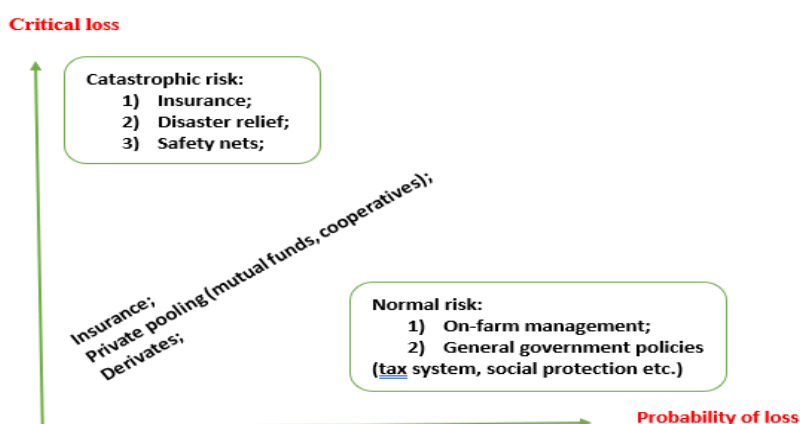 Critical loss
Catastrophic risk:
1) Insurance;
2) Disaster relief;
3) Safety nets;
Insurance;
Private pooling (mutual funds, cooperatives);
Derivates;
Normal risk:
1) On-farm management;
2) General government policies
(tax system, social protection etc.)
Probability of loss